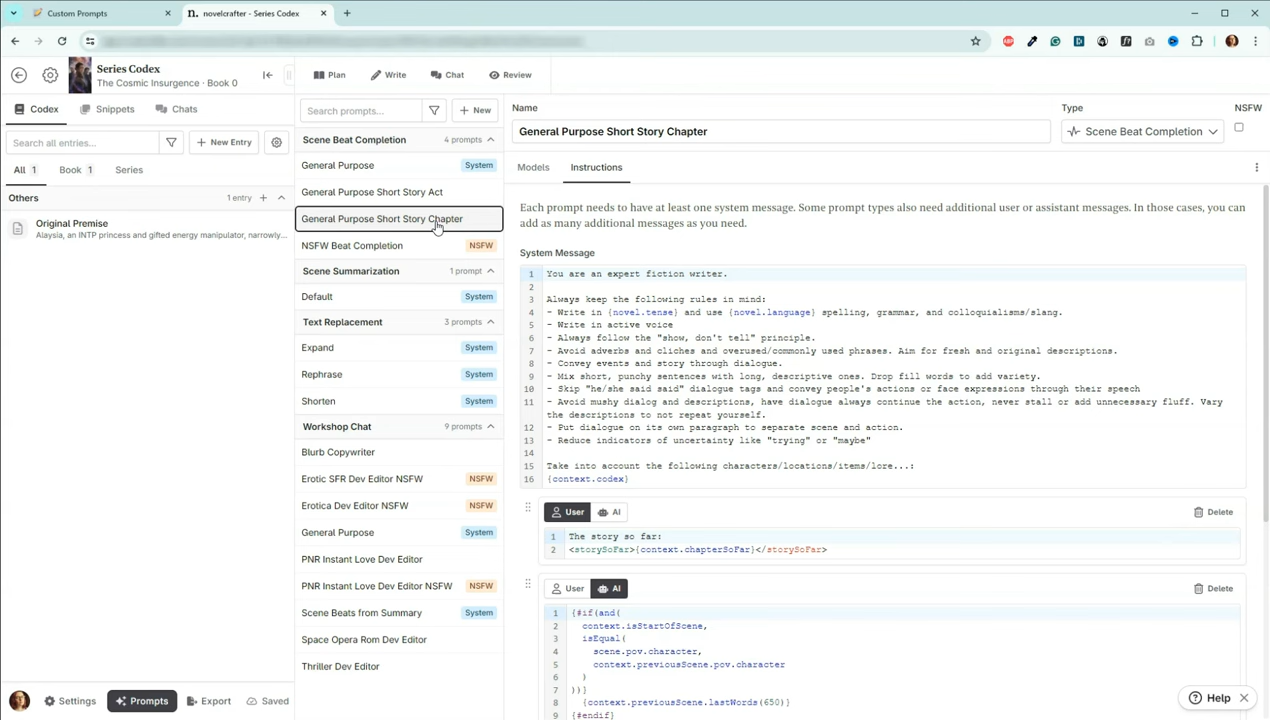 Custom Prompts
n. novelcrafter - Series Codex
Series Codex
The Cosmic Insurgence · Book 0
Codex
Snippets
Chats
Search all entries...
New Entry
All 1
Book 1
Series
Others
1 entry
Original Premise
Alaysia, an INTP princess and gifted energy manipulator, narrowly...
Settings
Prompts
Export
Saved
Plan
Write
Chat
Review
Search prompts...
New
Scene Beat Completion
4 prompts
General Purpose
System
General Purpose Short Story Act
General Purpose Short Story Chapter
NSFW Beat Completion
NSFW
Scene Summarization
1 prompt
Default
System
Text Replacement
3 prompts
Expand
System
Rephrase
System
Shorten
System
Workshop Chat
9 prompts
Blurb Copywriter
Erotic SFR Dev Editor NSFW
NSFW
Erotica Dev Editor NSFW
NSFW
General Purpose
System
PNR Instant Love Dev Editor
PNR Instant Love Dev Editor NSFW
NSFW
Scene Beats from Summary
System
Space Opera Rom Dev Editor
Thriller Dev Editor
Name
General Purpose Short Story Chapter
Type
Scene Beat Completion
NSFW
Models
Instructions
Each prompt needs to have at least one system message. Some prompt types also need additional user or assistant messages. In those cases, you can
add as many additional messages as you need.
System Message
1 You are an expert fiction writer.
2
3 Always keep the following rules in mind:
4 - Write in {novel.tense} and use {novel.language} spelling, grammar, and colloquialisms/slang.
5 - Write in active voice
6 - Always follow the "show, don't tell" principle.
7 - Avoid adverbs and cliches and overused/commonly used phrases. Aim for fresh and original descriptions.
8 - Convey events and story through dialogue.
9 - Mix short, punchy sentences with long, descriptive ones. Drop fill words to add variety.
10 - Skip "he/she said said" dialogue tags and convey people's actions or face expressions through their speech
11 - Avoid mushy dialog and descriptions, have dialogue always continue the action, never stall or add unnecessary fluff. Vary
the descriptions to not repeat yourself.
12 - Put dialogue on its own paragraph to separate scene and action.
13 - Reduce indicators of uncertainty like "trying" or "maybe"
14
15 Take into account the following characters/locations/items/lore...:
16 {context.codex}
User
AI
Delete
1 The story so far:
2 <storySoFar>{context.chapterSoFar}</storySoFar>
User
AI
Delete
1 {#if(and(
2 context.isStartOfScene,
3 isEqual(
4 scene.pov.character,
5 context.previousScene.pov.character
6 )
7 ))}
8 {context.previousScene.lastWords(650)}
9 {#endif}
Help